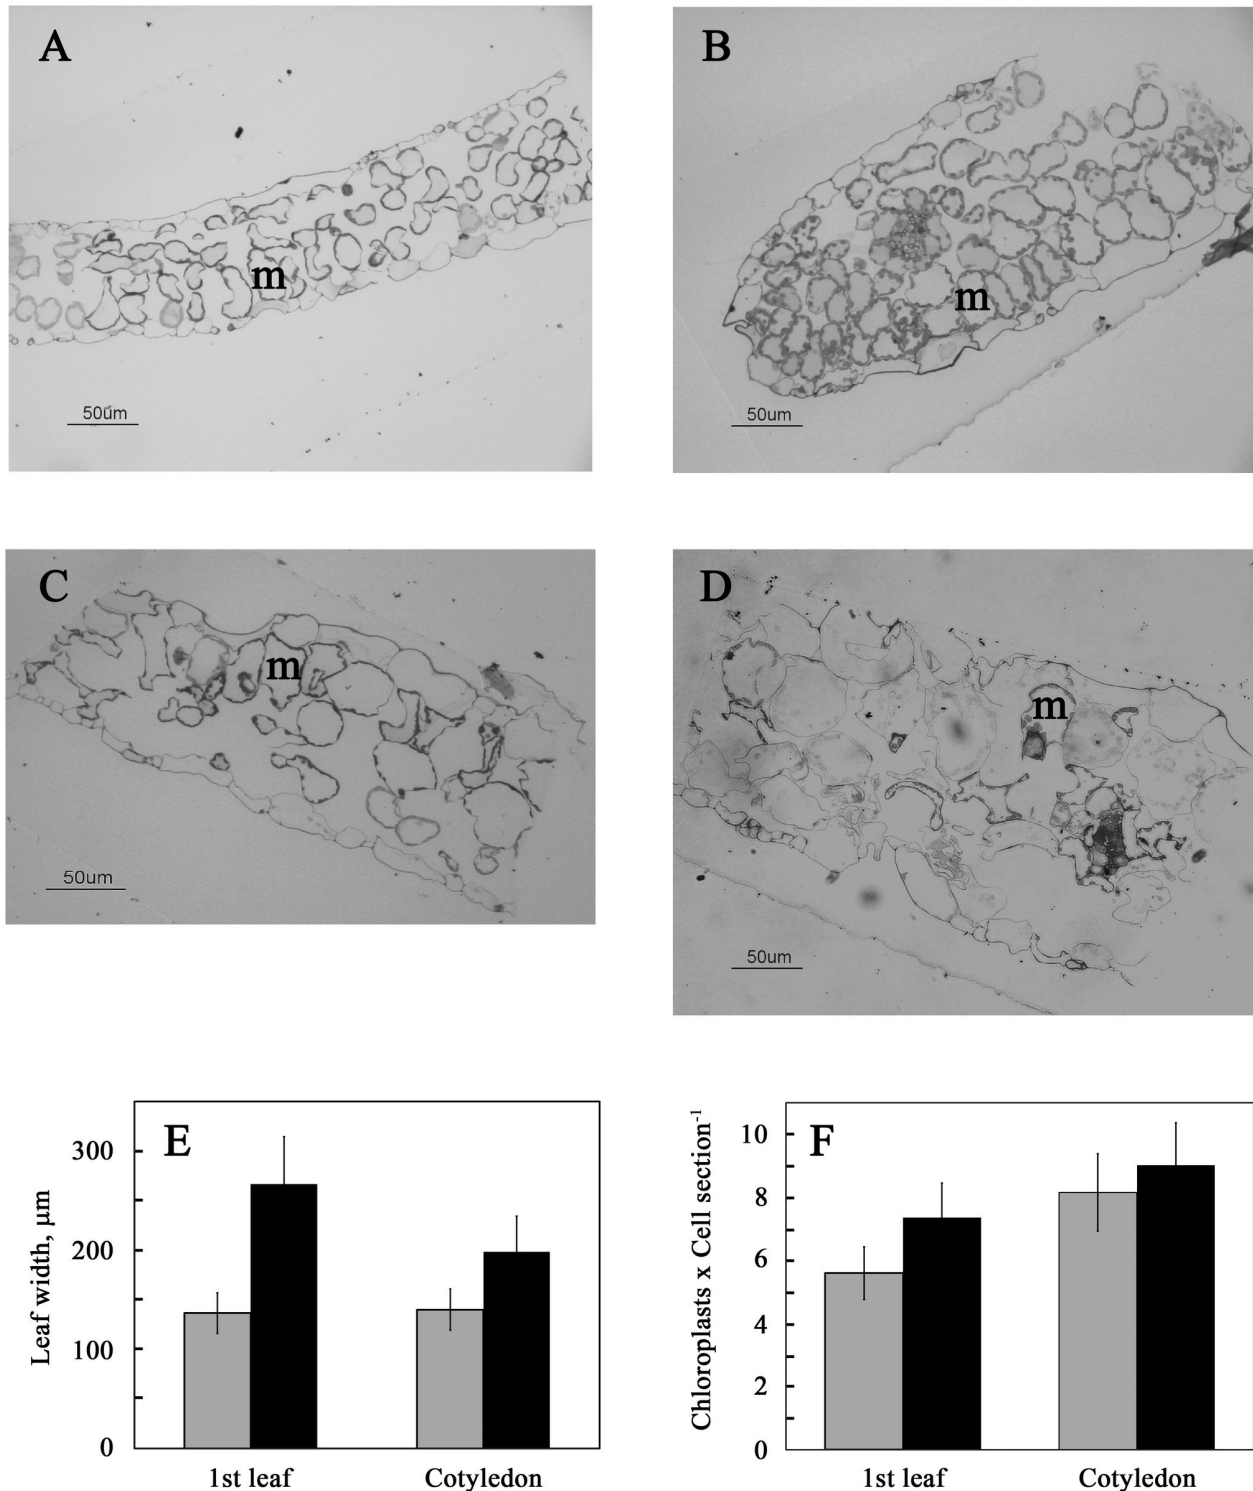 A
m
50um
B
m
50um
C
m
50um
D
m
50um
E
Leaf width, µm
300
200
100
0
1st leaf
Cotyledon
F
Chloroplasts x Cell section⁻¹
10
8
6
4
2
0
1st leaf
Cotyledon